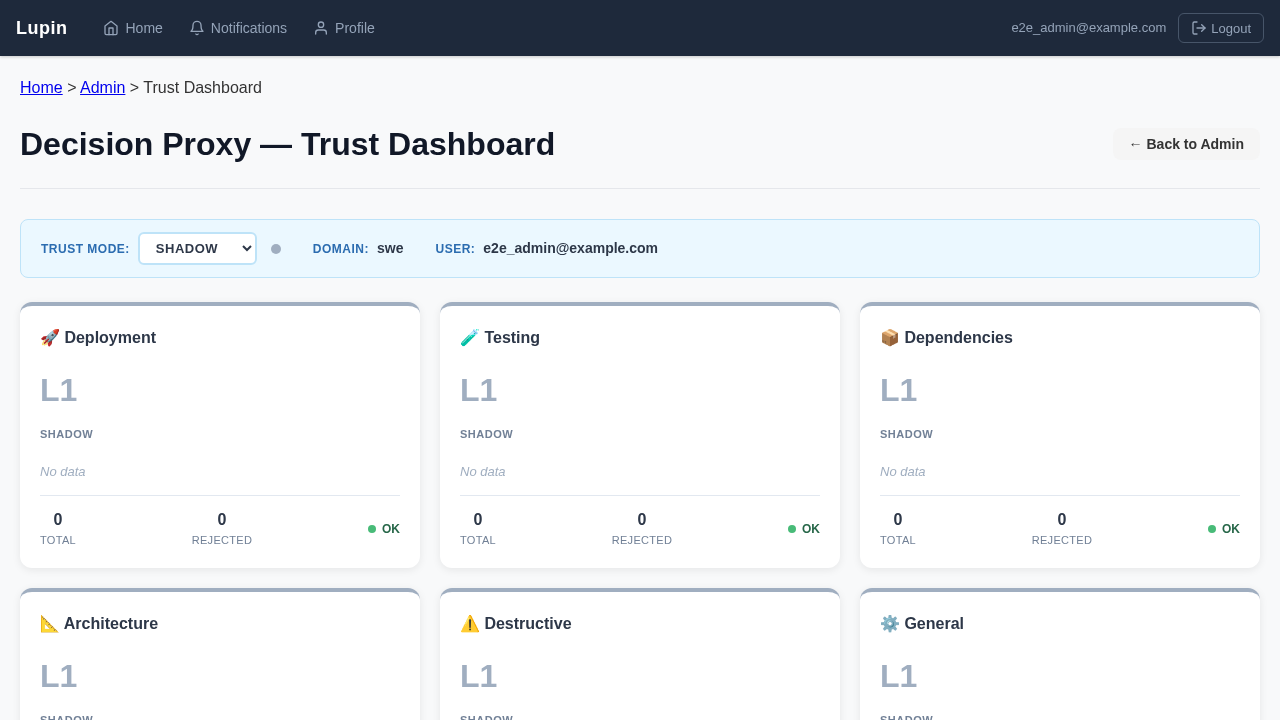 Lupin Home Notifications Profile e2e_admin@example.com Logout
Home > Admin > Trust Dashboard
Decision Proxy — Trust Dashboard
← Back to Admin
TRUST MODE: SHADOW DOMAIN: swe USER: e2e_admin@example.com
🚀 Deployment
L1
SHADOW
No data
0 TOTAL
0 REJECTED
OK
🧪 Testing
L1
SHADOW
No data
0 TOTAL
0 REJECTED
OK
📦 Dependencies
L1
SHADOW
No data
0 TOTAL
0 REJECTED
OK
📐 Architecture
L1
SHADOW
⚠️ Destructive
L1
SHADOW
⚙️ General
L1
SHADOW